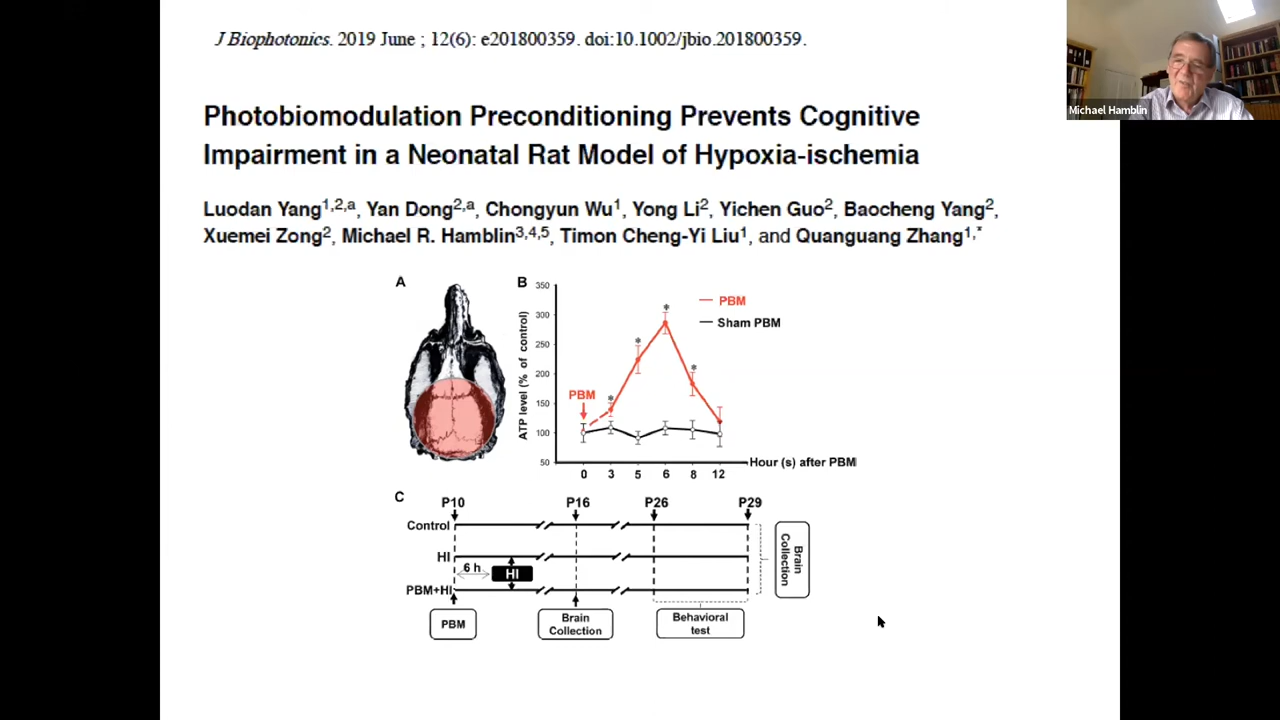 J Biophotonics. 2019 June ; 12(6): e201800359. doi:10.1002/jbio.201800359.
Michael Hamblin
Photobiomodulation Preconditioning Prevents Cognitive
Impairment in a Neonatal Rat Model of Hypoxia-ischemia
Luodan Yang1,2,a, Yan Dong2,a, Chongyun Wu1, Yong Li2, Yichen Guo2, Baocheng Yang2,
Xuemei Zong2, Michael R. Hamblin3,4,5, Timon Cheng-Yi Liu1, and Quanguang Zhang1,*
A
B
ATP level (% of control)
350
300
250
200
150
100
50
PBM
Sham PBM
PBM
*
*
*
*
0 3 5 6 8 12
Hour (s) after PBM
C
P10 P16 P26 P29
Control
HI
6 h
HI
PBM+HI
PBM
Brain
Collection
Behavioral
test
Brain
Collection